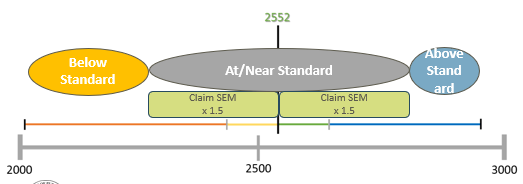 2552
Below
Standard
At/Near Standard
Above
Stand
ard
Claim SEM
x 1.5
Claim SEM
x 1.5
2000
2500
3000